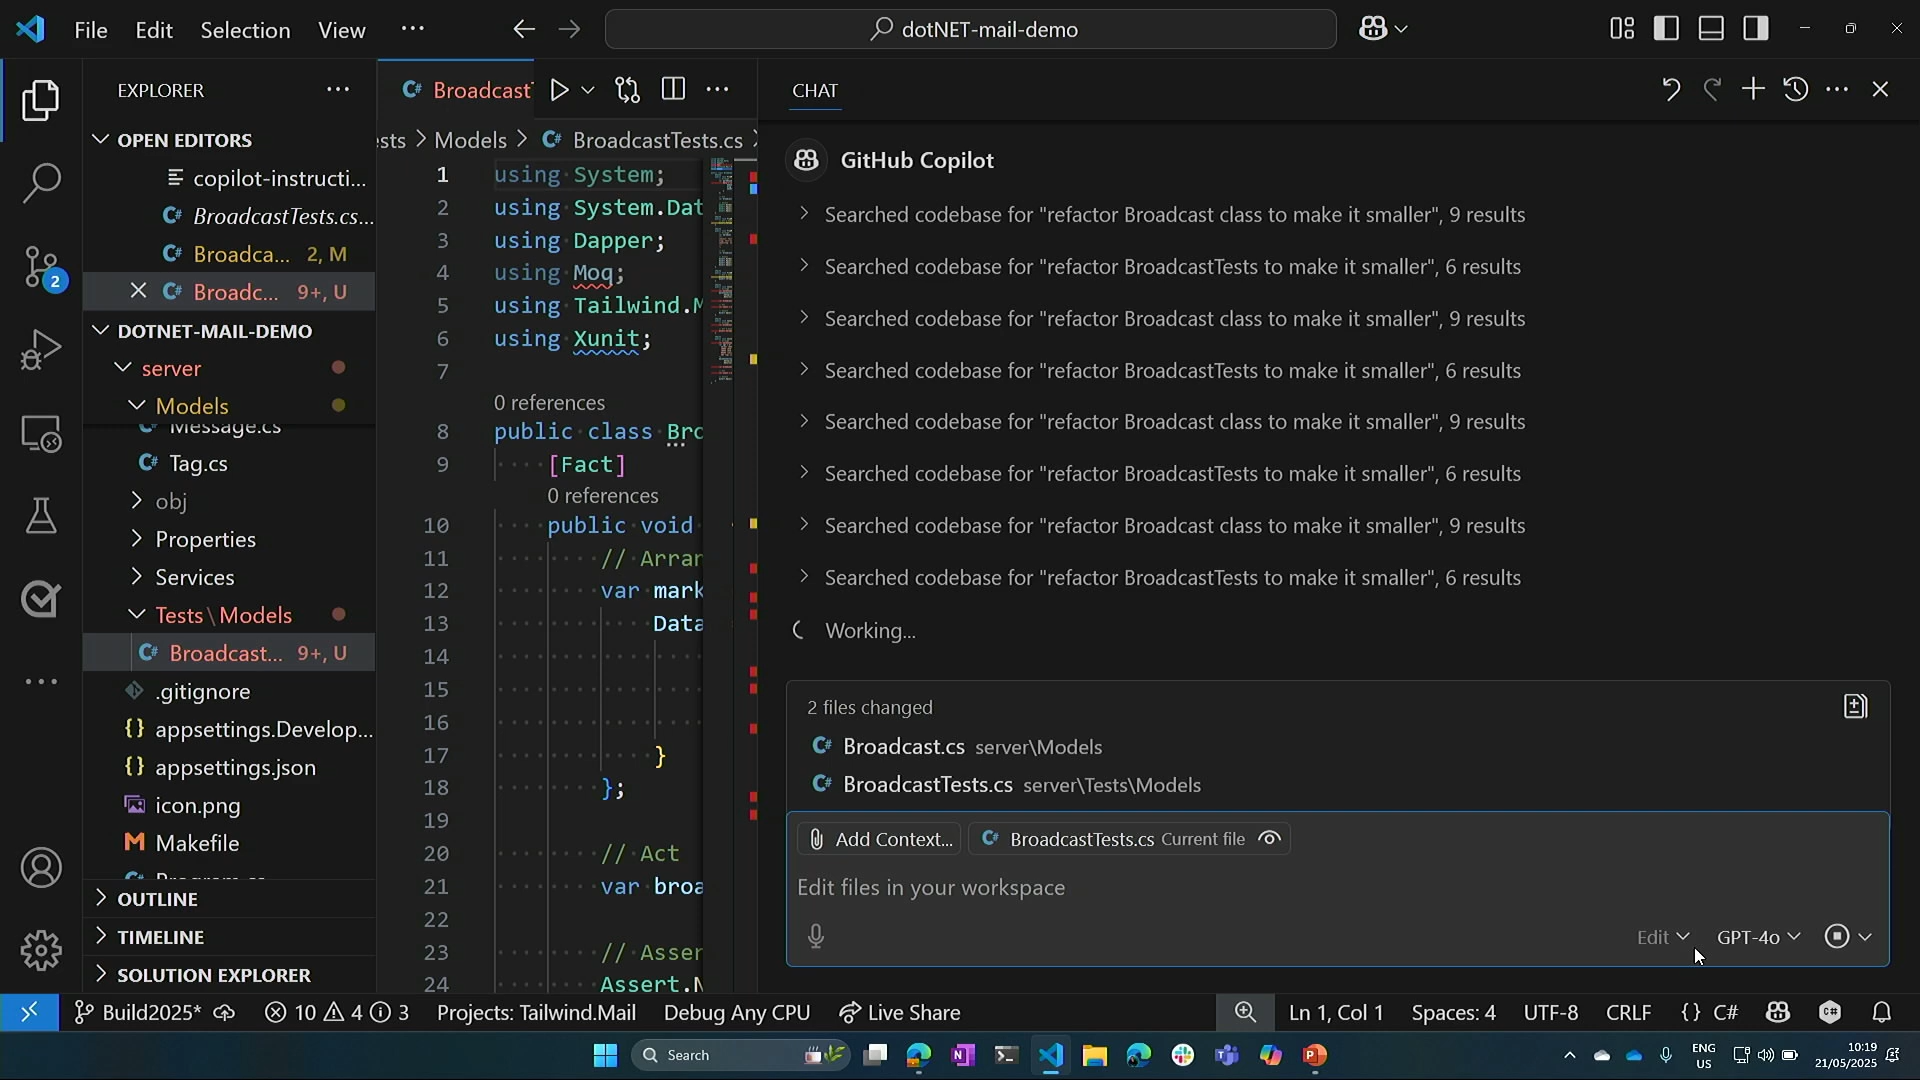 File Edit Selection View ··· dotNET-mail-demo
EXPLORER ···
OPEN EDITORS
copilot-instructi...
BroadcastTests.cs...
Broadca... 2, M
Broadc... 9+, U
DOTNET-MAIL-DEMO
server
Models
Message.cs
Tag.cs
obj
Properties
Services
Tests\Models
Broadcast... 9+, U
.gitignore
appsettings.Develop...
appsettings.json
icon.png
Makefile
OUTLINE
TIMELINE
SOLUTION EXPLORER
2
Broadcast
Models > BroadcastTests.cs >
1 using System;
2 using System.Dat
3 using Dapper;
4 using Moq;
5 using Tailwind.M
6 using Xunit;
7
0 references
8 public class Bro
9 [Fact]
0 references
10 public void
11 // Arran
12 var mark
13 Data
14
15
16
17 }
18 };
19
20 // Act
21 var broa
22
23 // Asser
24 Assert.N
CHAT
GitHub Copilot
Searched codebase for "refactor Broadcast class to make it smaller", 9 results
Searched codebase for "refactor BroadcastTests to make it smaller", 6 results
Searched codebase for "refactor Broadcast class to make it smaller", 9 results
Searched codebase for "refactor BroadcastTests to make it smaller", 6 results
Searched codebase for "refactor Broadcast class to make it smaller", 9 results
Searched codebase for "refactor BroadcastTests to make it smaller", 6 results
Searched codebase for "refactor Broadcast class to make it smaller", 9 results
Searched codebase for "refactor BroadcastTests to make it smaller", 6 results
Working...
2 files changed
Broadcast.cs server\Models
BroadcastTests.cs server\Tests\Models
Add Context... BroadcastTests.cs Current file
Edit files in your workspace
Edit GPT-4o
Build2025* 10 4 3 Projects: Tailwind.Mail Debug Any CPU Live Share Ln 1, Col 1 Spaces: 4 UTF-8 CRLF {} C#
Search ENG US 10:19 21/05/2025